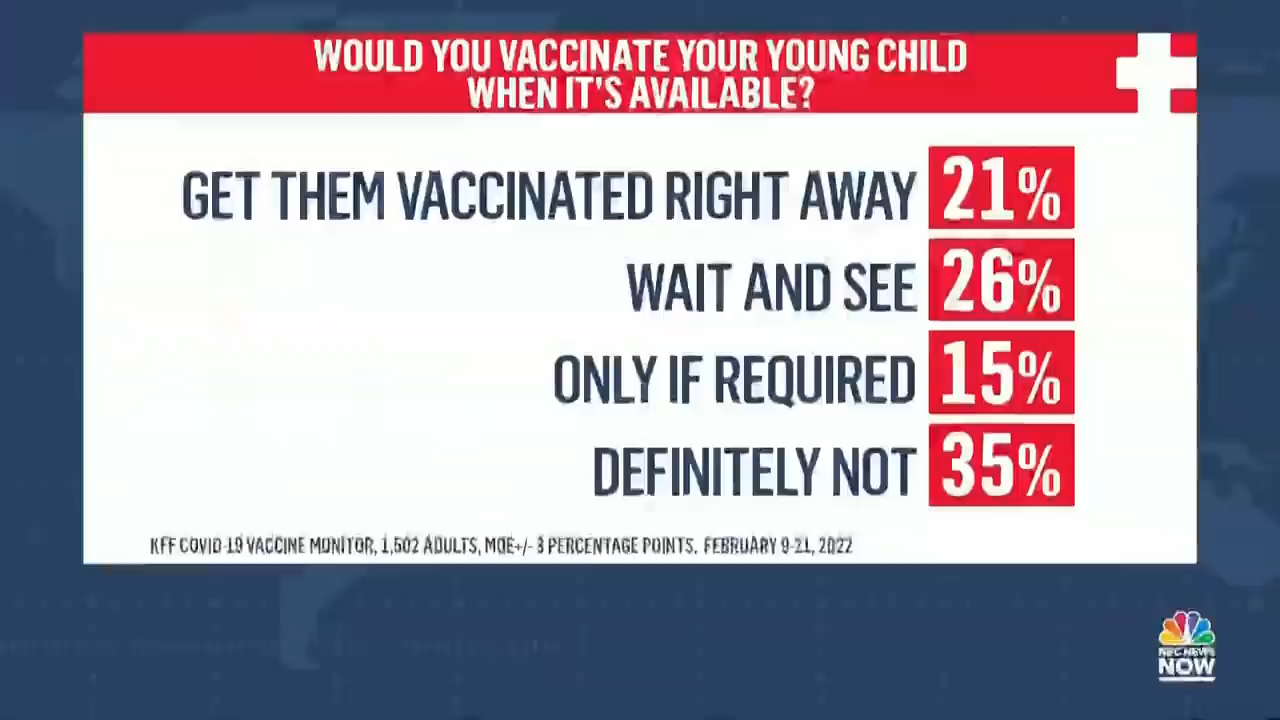 WOULD YOU VACCINATE YOUR YOUNG CHILD
WHEN IT'S AVAILABLE?
GET THEM VACCINATED RIGHT AWAY 21%
WAIT AND SEE 26%
ONLY IF REQUIRED 15%
DEFINITELY NOT 35%
KFF COVID-19 VACCINE MONITOR, 1,502 ADULTS, MOE+/- 3 PERCENTAGE POINTS. FEBRUARY 9-21, 2022
NBC NEWS
NOW